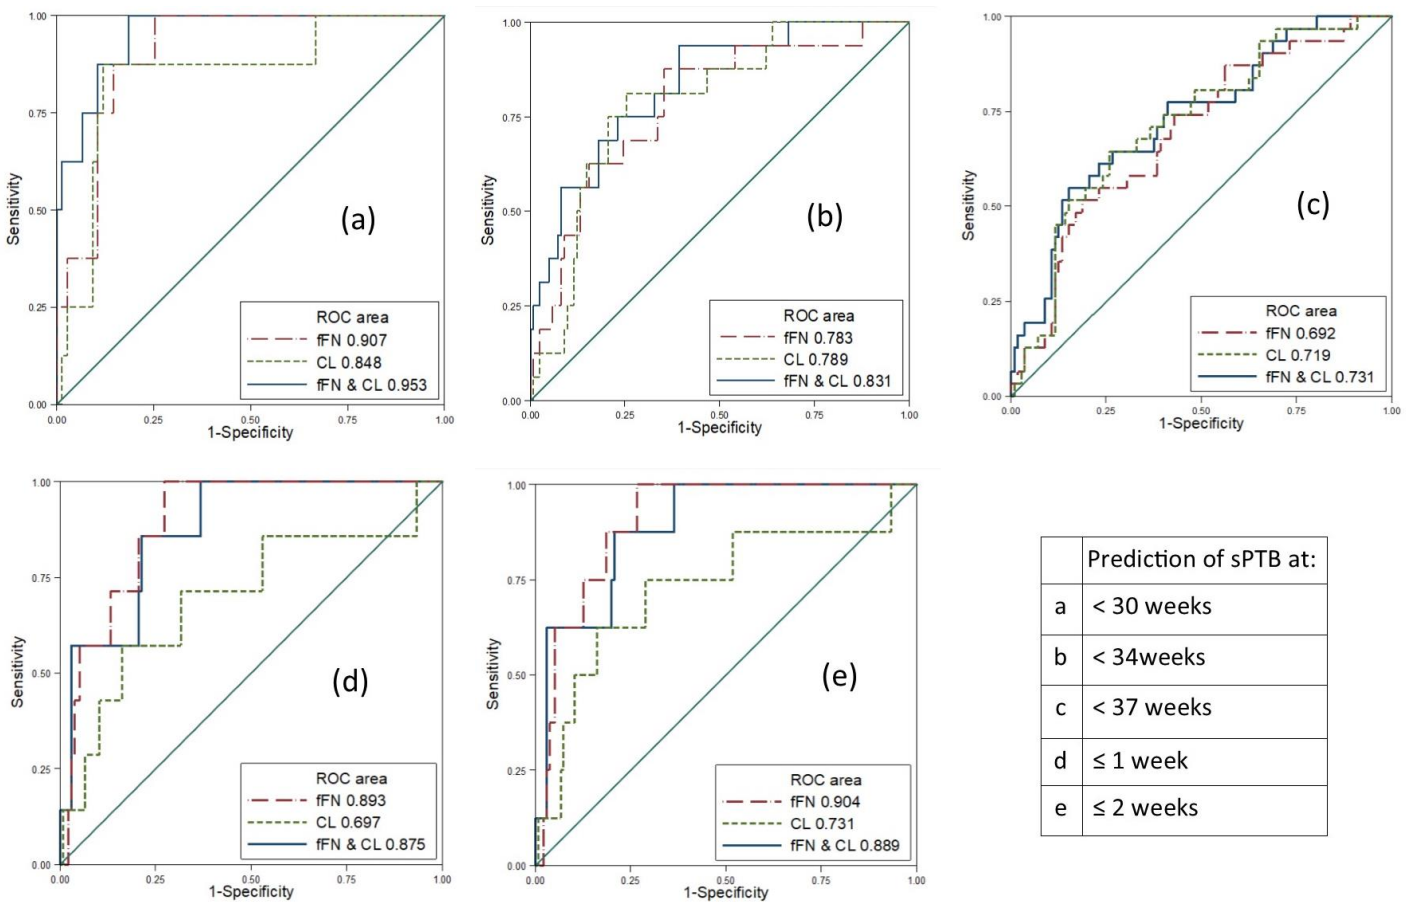 1.00
0.75
0.50
0.25
0.00
Sensitivity
(a)
ROC area
fFN 0.907
CL 0.848
fFN & CL 0.953
0.00 0.25 0.50 0.75 1.00
1-Specificity
1.00
0.75
0.50
0.25
0.00
Sensitivity
(b)
ROC area
fFN 0.783
CL 0.789
fFN & CL 0.831
0.00 0.25 0.50 0.75 1.00
1-Specificity
1.00
0.75
0.50
0.25
0.00
Sensitivity
(c)
ROC area
fFN 0.692
CL 0.719
fFN & CL 0.731
0.00 0.25 0.50 0.75 1.00
1-Specificity
1.00
0.75
0.50
0.25
0.00
Sensitivity
(d)
ROC area
fFN 0.893
CL 0.697
fFN & CL 0.875
0.00 0.25 0.50 0.75 1.00
1-Specificity
1.00
0.75
0.50
0.25
0.00
Sensitivity
(e)
ROC area
fFN 0.904
CL 0.731
fFN & CL 0.889
0.00 0.25 0.50 0.75 1.00
1-Specificity
Prediction of sPTB at:
a < 30 weeks
b < 34weeks
c < 37 weeks
d ≤ 1 week
e ≤ 2 weeks